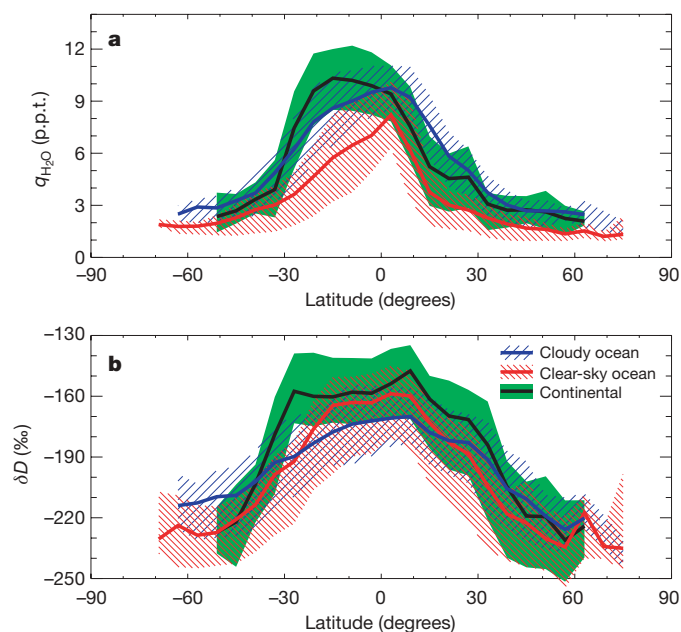 a
12
9
6
3
0
qH2O (p.p.t.)
−90 −60 −30 0 30 60 90
Latitude (degrees)
b
−130
−160
−190
−220
−250
δD (‰)
Cloudy ocean
Clear-sky ocean
Continental
−90 −60 −30 0 30 60 90
Latitude (degrees)